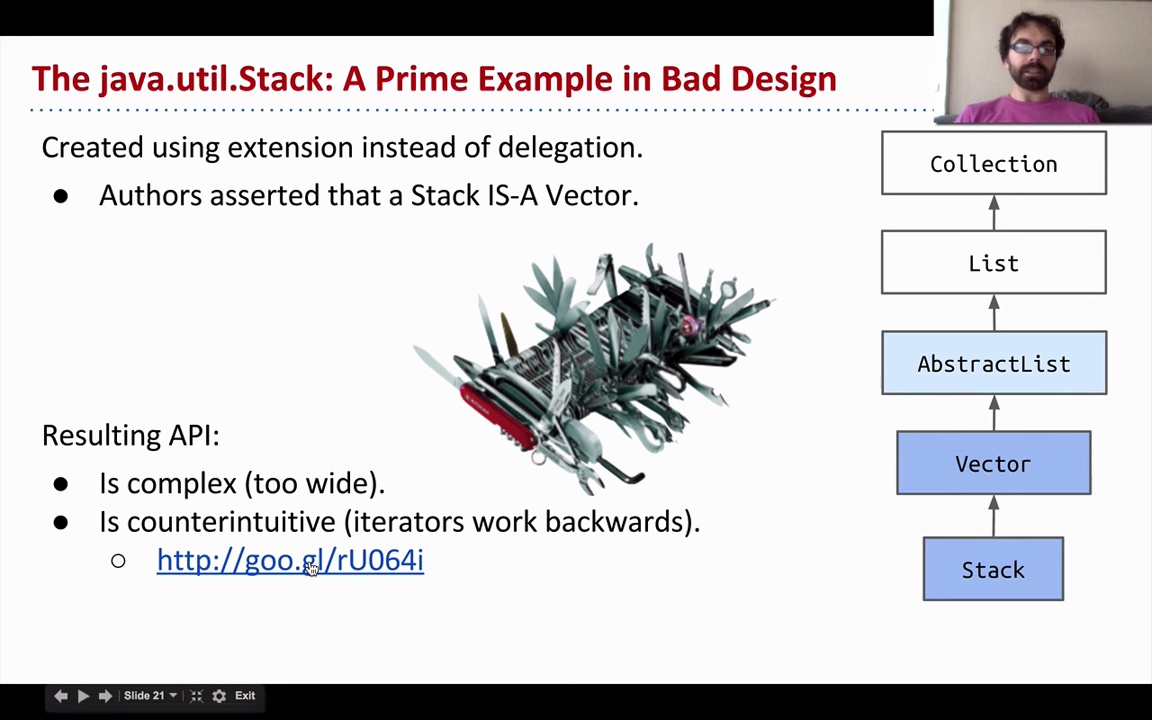 The java.util.Stack: A Prime Example in Bad Design
Created using extension instead of delegation.
● Authors asserted that a Stack IS-A Vector.
Resulting API:
● Is complex (too wide).
● Is counterintuitive (iterators work backwards).
○ http://goo.gl/rU064i
Collection
List
AbstractList
Vector
Stack
Slide 21
Exit